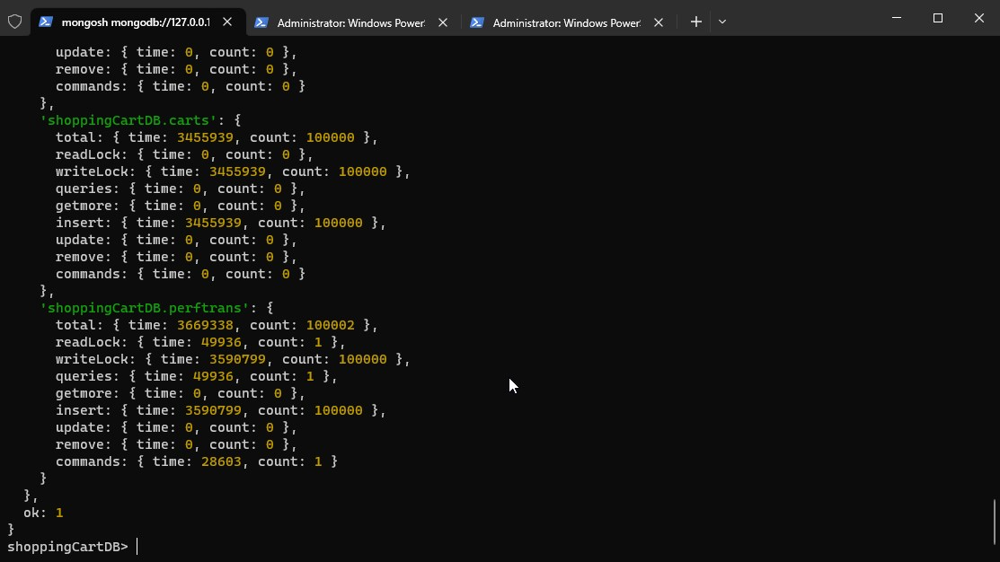 mongosh mongodb://127.0.0.1
Administrator: Windows Power
Administrator: Windows Power
update: { time: 0, count: 0 },
remove: { time: 0, count: 0 },
commands: { time: 0, count: 0 }
},
'shoppingCartDB.carts': {
total: { time: 3455939, count: 100000 },
readLock: { time: 0, count: 0 },
writeLock: { time: 3455939, count: 100000 },
queries: { time: 0, count: 0 },
getmore: { time: 0, count: 0 },
insert: { time: 3455939, count: 100000 },
update: { time: 0, count: 0 },
remove: { time: 0, count: 0 },
commands: { time: 0, count: 0 }
},
'shoppingCartDB.perftrans': {
total: { time: 3669338, count: 100002 },
readLock: { time: 49936, count: 1 },
writeLock: { time: 3590799, count: 100000 },
queries: { time: 49936, count: 1 },
getmore: { time: 0, count: 0 },
insert: { time: 3590799, count: 100000 },
update: { time: 0, count: 0 },
remove: { time: 0, count: 0 },
commands: { time: 28603, count: 1 }
}
},
ok: 1
}
shoppingCartDB>